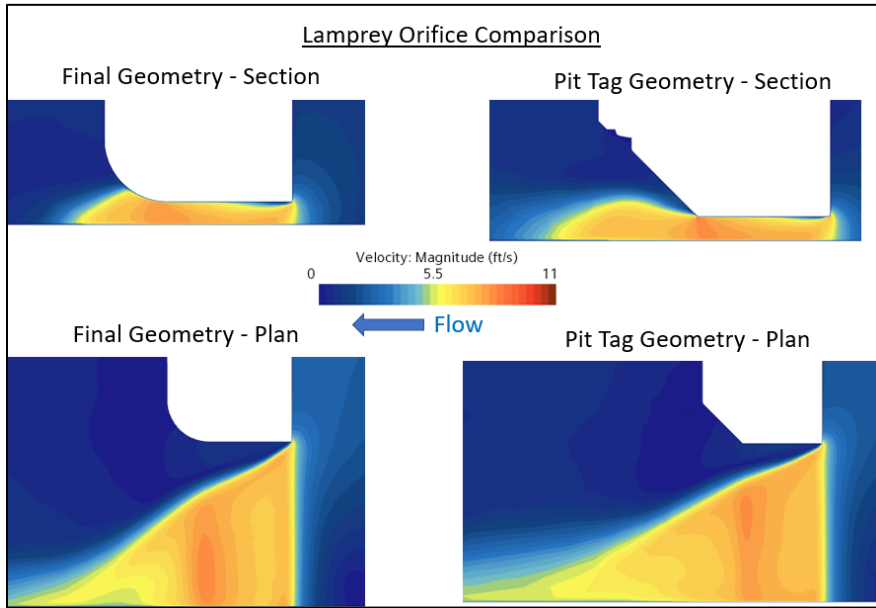 Lamprey Orifice Comparison
Final Geometry - Section
Pit Tag Geometry - Section
Velocity: Magnitude (ft/s)
0 5.5 11
Flow
Final Geometry - Plan
Pit Tag Geometry - Plan